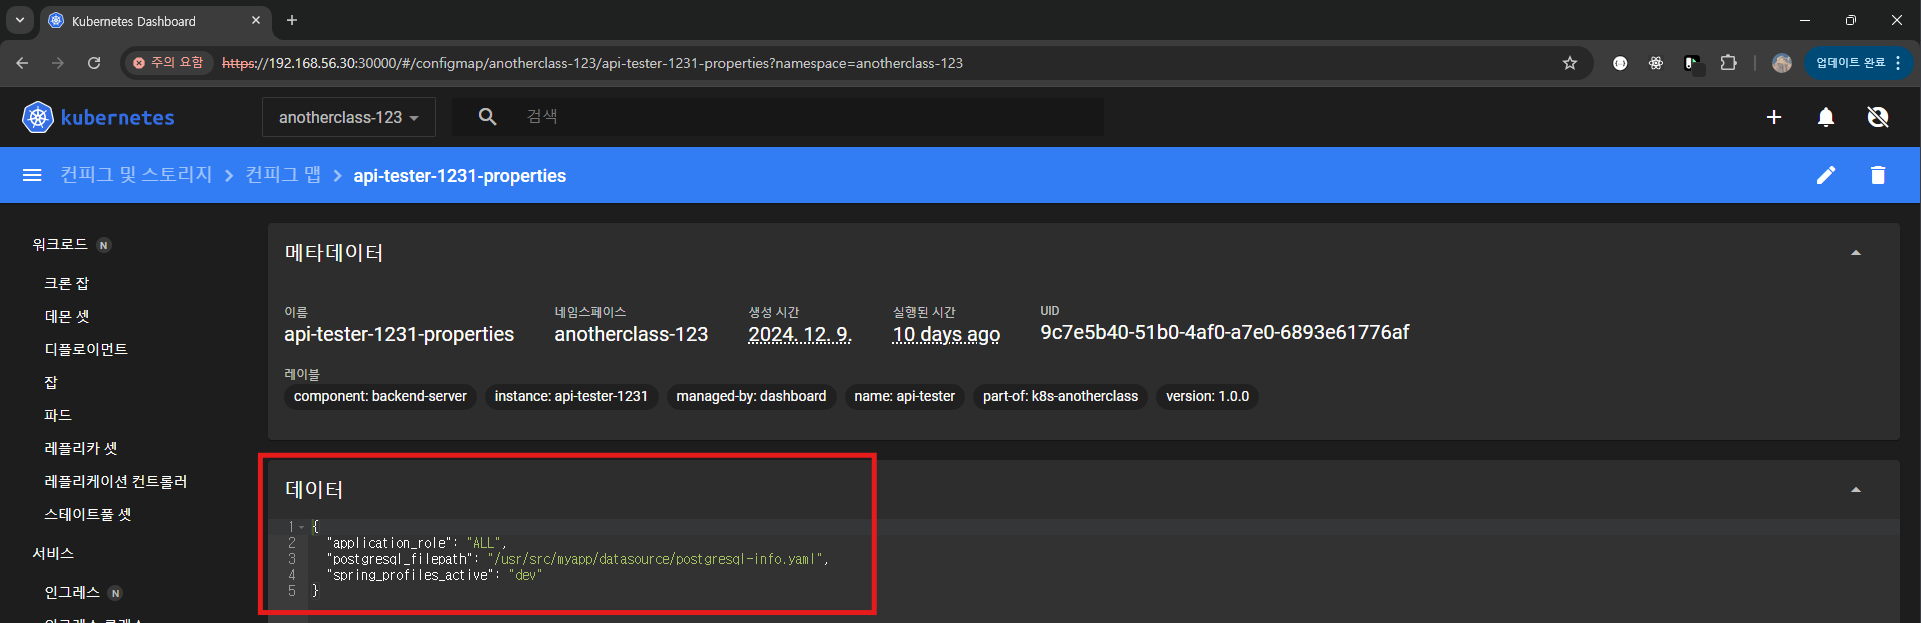 Kubernetes Dashboard
주의 요함
https://192.168.56.30:30000/#/configmap/anotherclass-123/api-tester-1231-properties?namespace=anotherclass-123
업데이트 완료
kubernetes
anotherclass-123
검색
컨피그 및 스토리지 > 컨피그 맵 > api-tester-1231-properties
워크로드 N
크론 잡
데몬 셋
디플로이먼트
잡
파드
레플리카 셋
레플리케이션 컨트롤러
스테이트풀 셋
서비스
인그레스 N
메타데이터
이름
api-tester-1231-properties
네임스페이스
anotherclass-123
생성 시간
2024. 12. 9.
실행된 시간
10 days ago
UID
9c7e5b40-51b0-4af0-a7e0-6893e61776af
레이블
component: backend-server
instance: api-tester-1231
managed-by: dashboard
name: api-tester
part-of: k8s-anotherclass
version: 1.0.0
데이터
1 {
2 "application_role": "ALL",
3 "postgresql_filepath": "/usr/src/myapp/datasource/postgresql-info.yaml",
4 "spring_profiles_active": "dev"
5 }